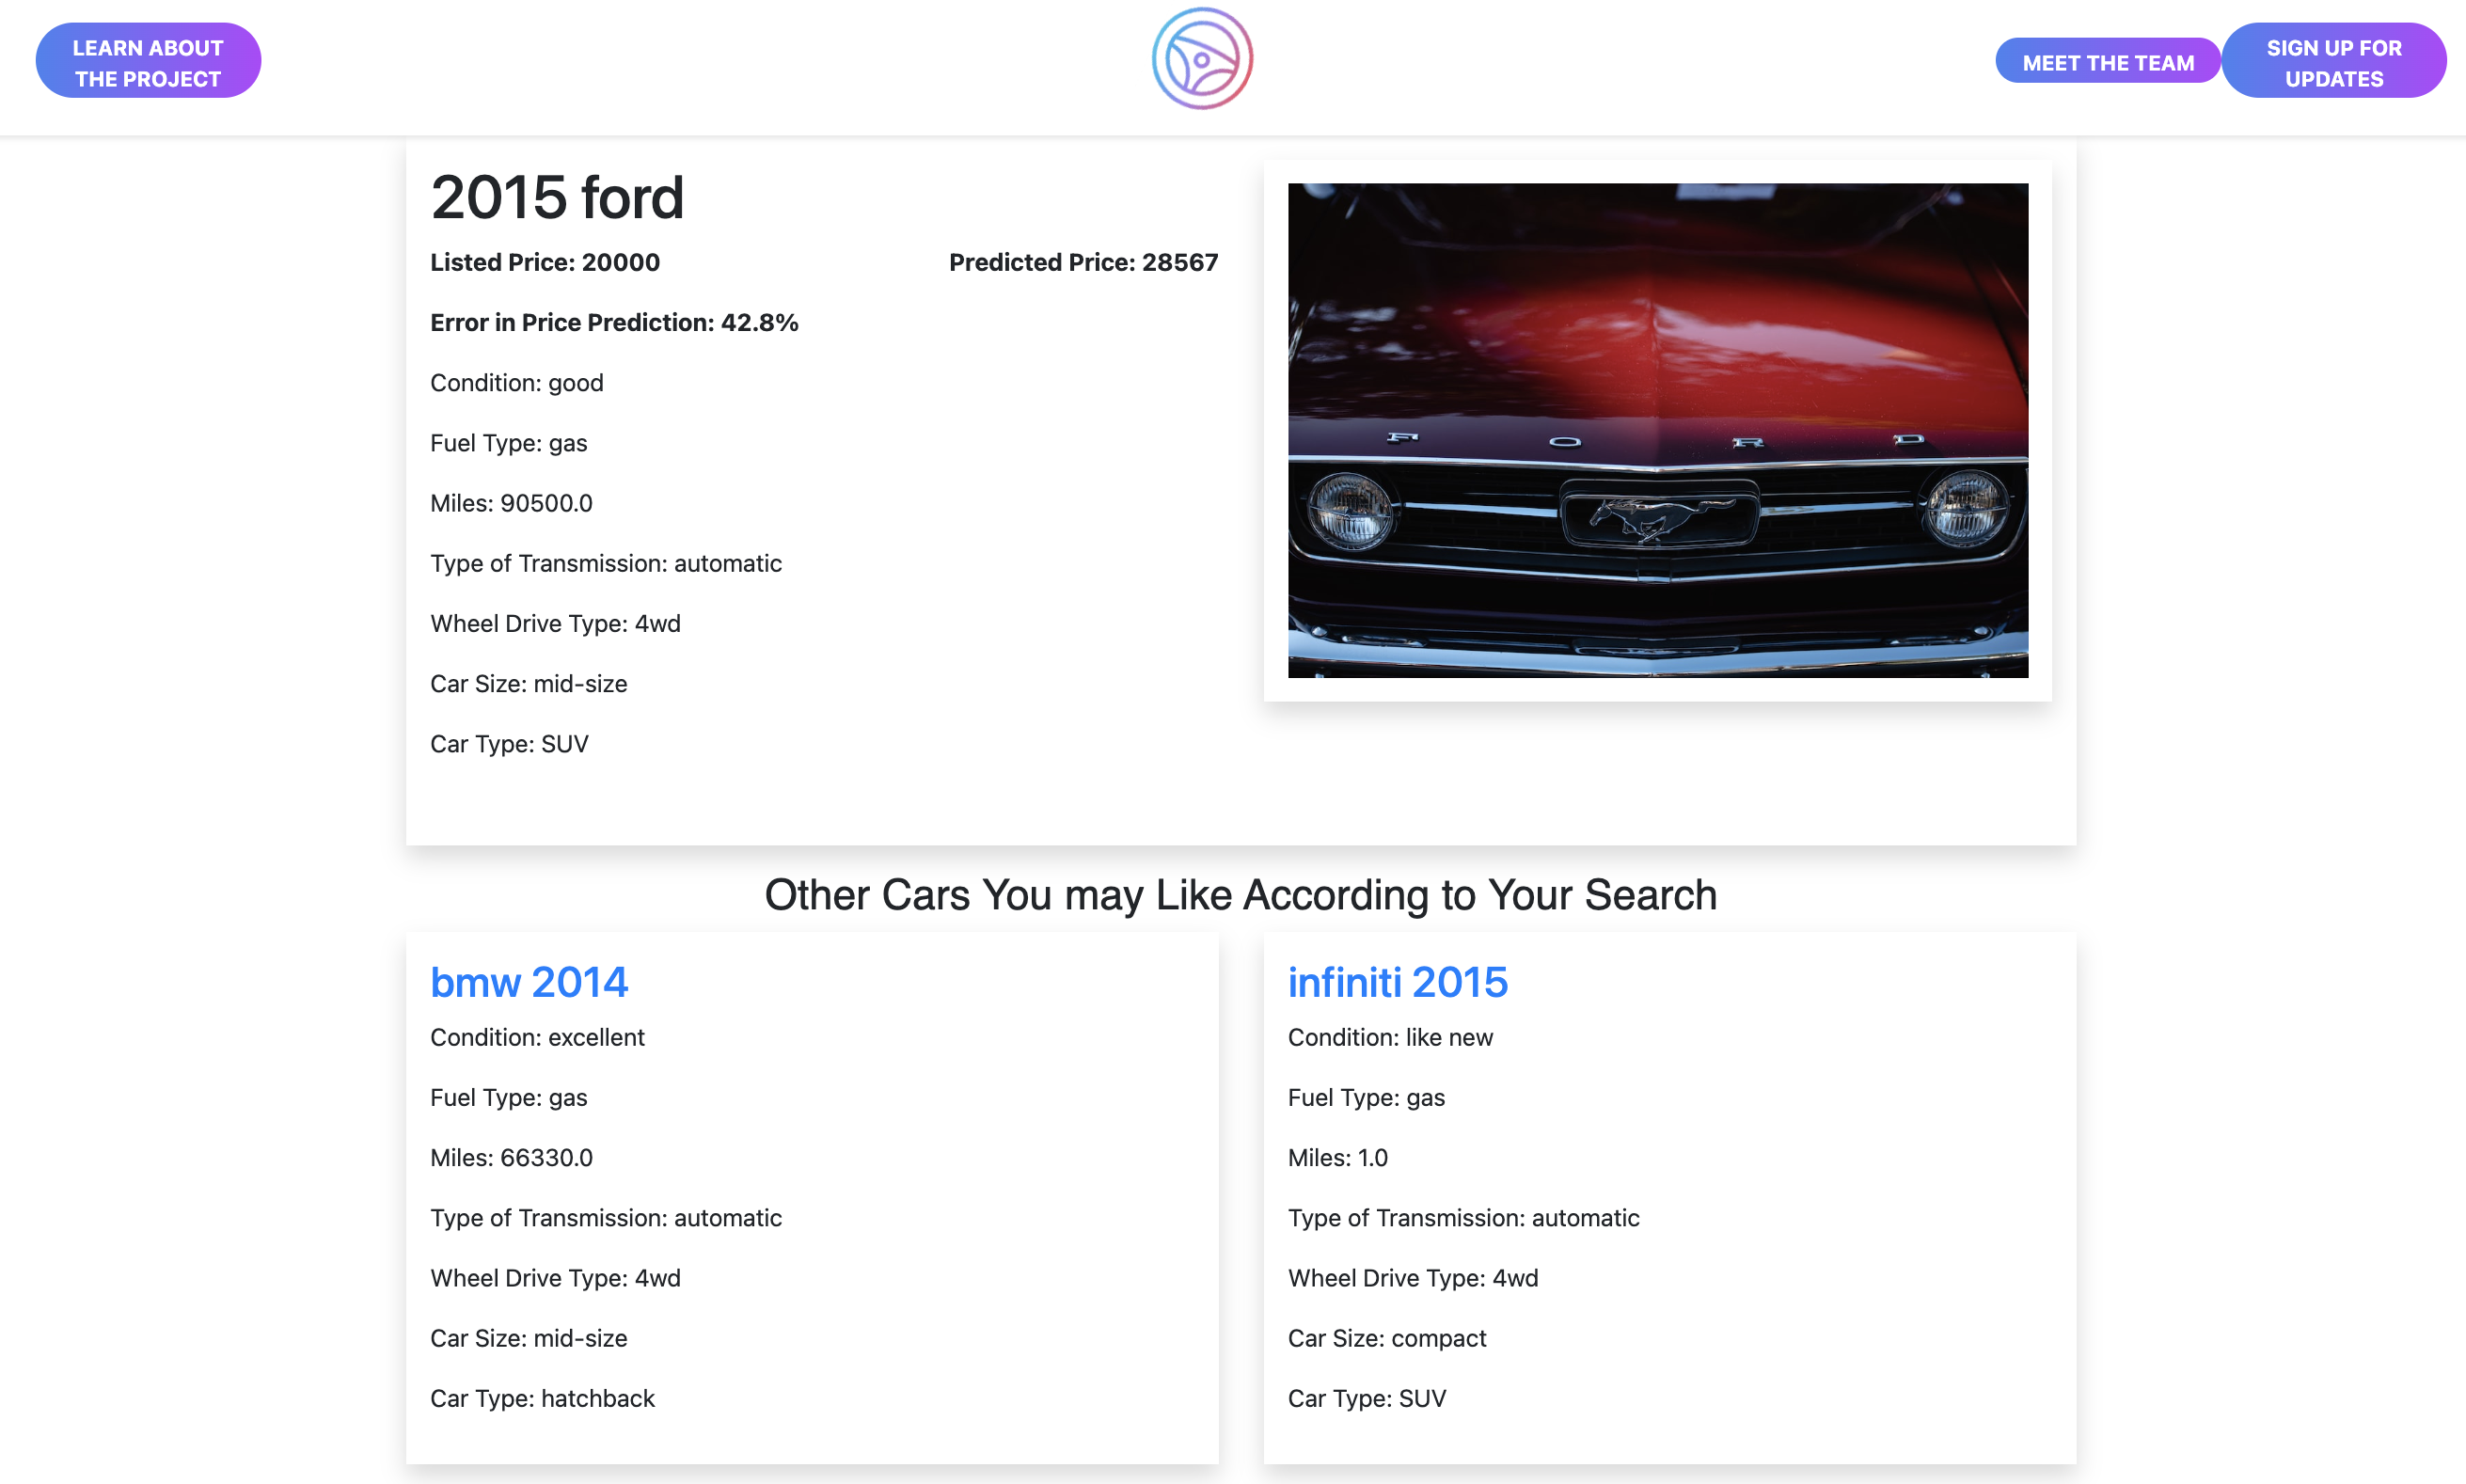 LEARN ABOUT
THE PROJECT
MEET THE TEAM
SIGN UP FOR
UPDATES
2015 ford
Listed Price: 20000
Predicted Price: 28567
Error in Price Prediction: 42.8%
Condition: good
Fuel Type: gas
Miles: 90500.0
Type of Transmission: automatic
Wheel Drive Type: 4wd
Car Size: mid-size
Car Type: SUV
FORD
Other Cars You may Like According to Your Search
bmw 2014
Condition: excellent
Fuel Type: gas
Miles: 66330.0
Type of Transmission: automatic
Wheel Drive Type: 4wd
Car Size: mid-size
Car Type: hatchback
infiniti 2015
Condition: like new
Fuel Type: gas
Miles: 1.0
Type of Transmission: automatic
Wheel Drive Type: 4wd
Car Size: compact
Car Type: SUV